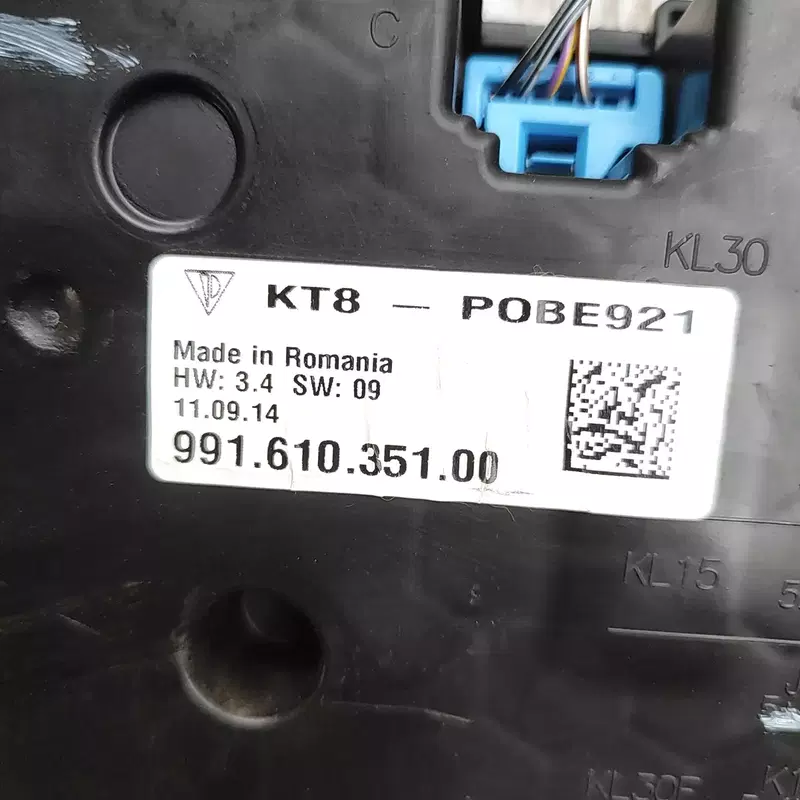 C
KL30
KT8 — POBE921
Made in Romania
HW: 3.4 SW: 09
11.09.14
991.610.351.00
KL15
KL30F